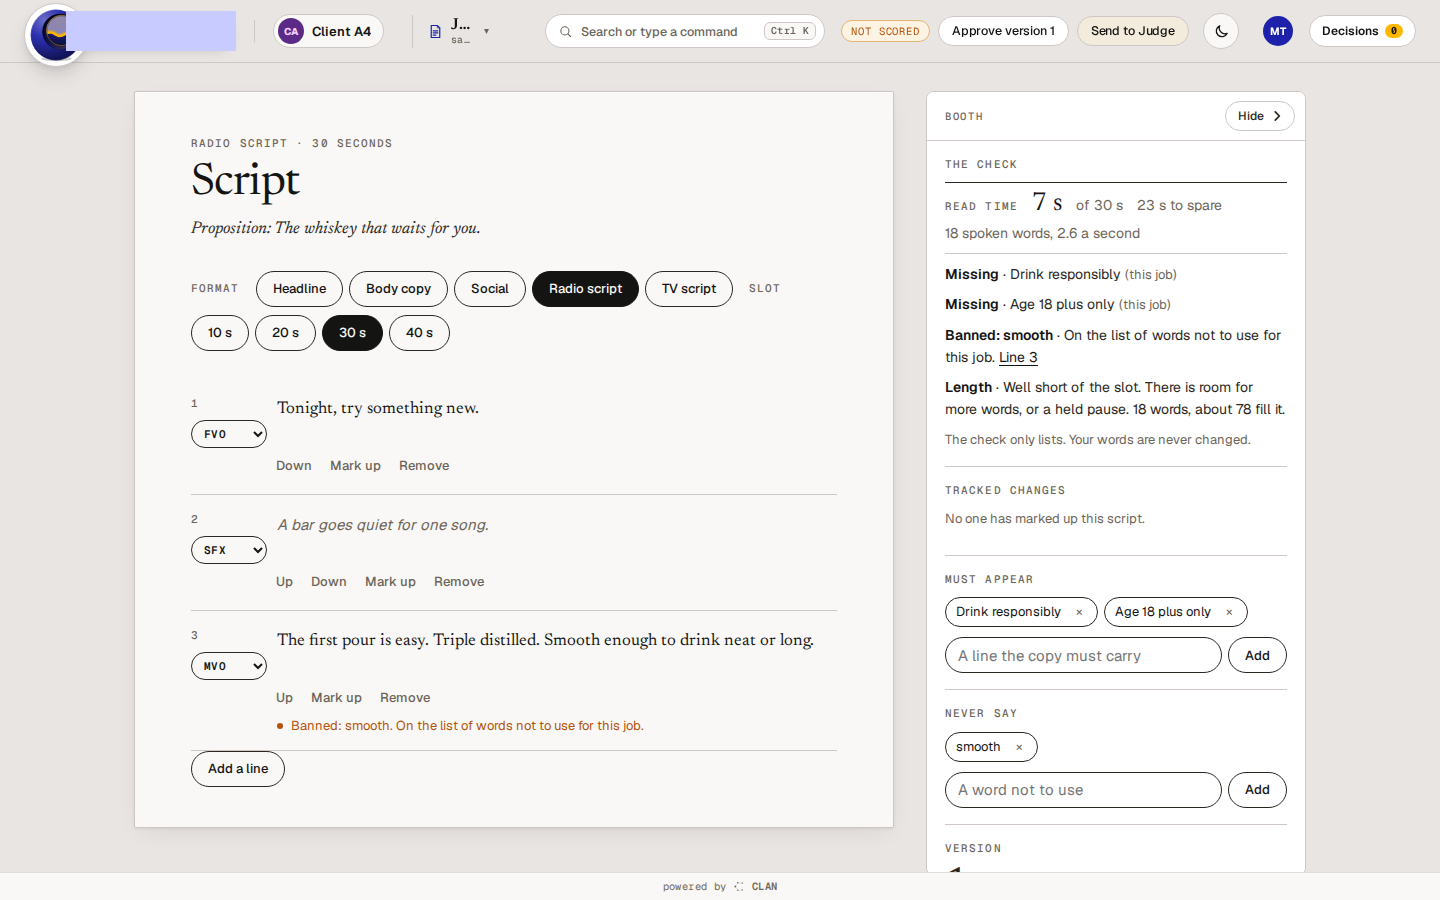 CA Client A4
J...
sa...
Search or type a command Ctrl K
NOT SCORED
Approve version 1
Send to Judge
MT
Decisions 0
RADIO SCRIPT · 30 SECONDS
Script
Proposition: The whiskey that waits for you.
FORMAT Headline Body copy Social Radio script TV script SLOT
10 s 20 s 30 s 40 s
1
FVO
Tonight, try something new.
Down Mark up Remove
2
SFX
A bar goes quiet for one song.
Up Down Mark up Remove
3
MVO
The first pour is easy. Triple distilled. Smooth enough to drink neat or long.
Up Mark up Remove
Banned: smooth. On the list of words not to use for this job.
Add a line
BOOTH
Hide
THE CHECK
READ TIME 7 s of 30 s 23 s to spare
18 spoken words, 2.6 a second
Missing · Drink responsibly (this job)
Missing · Age 18 plus only (this job)
Banned: smooth · On the list of words not to use for
this job. Line 3
Length · Well short of the slot. There is room for
more words, or a held pause. 18 words, about 78 fill it.
The check only lists. Your words are never changed.
TRACKED CHANGES
No one has marked up this script.
MUST APPEAR
Drink responsibly × Age 18 plus only ×
A line the copy must carry Add
NEVER SAY
smooth ×
A word not to use Add
VERSION
powered by CLAN